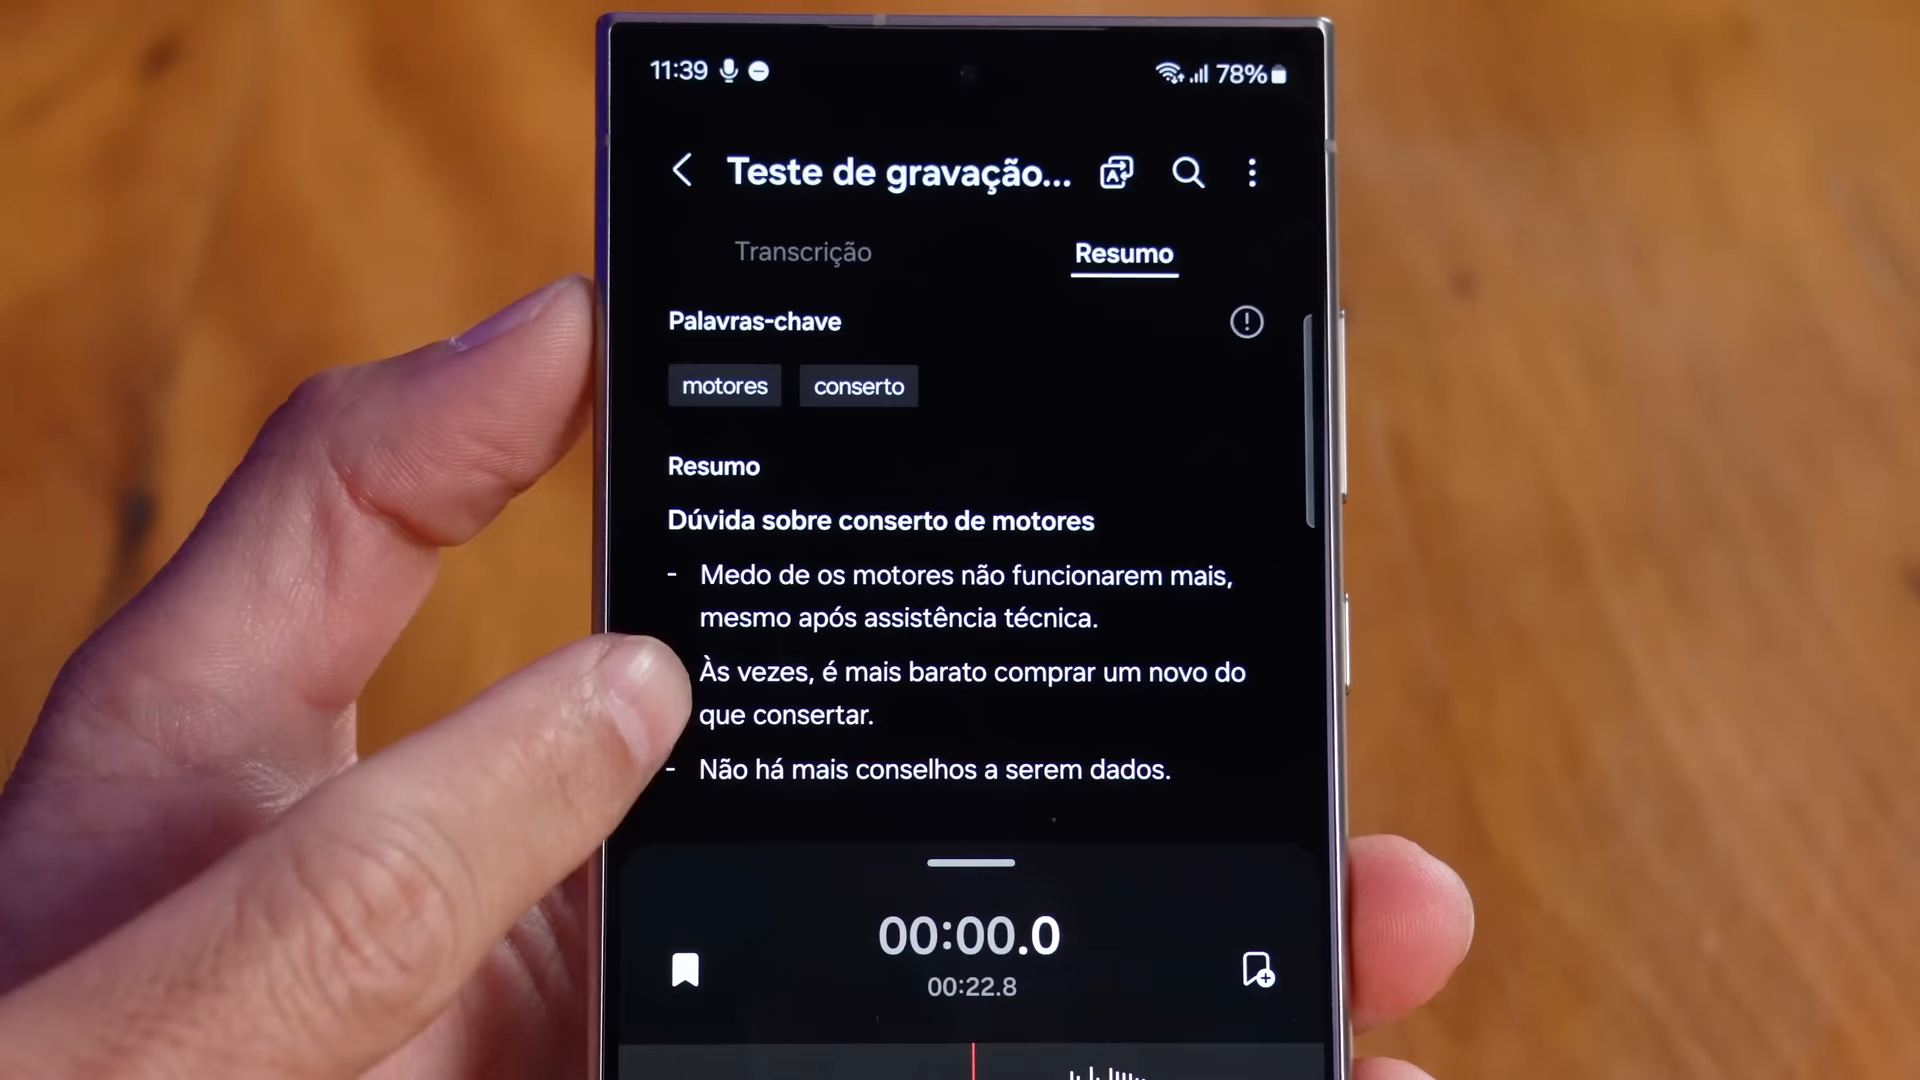 11:39
78%
Teste de gravação...
Transcrição
Resumo
Palavras-chave
motores
conserto
Resumo
Dúvida sobre conserto de motores
- Medo de os motores não funcionarem mais,
mesmo após assistência técnica.
Às vezes, é mais barato comprar um novo do
que consertar.
- Não há mais conselhos a serem dados.
00:00.0
00:22.8